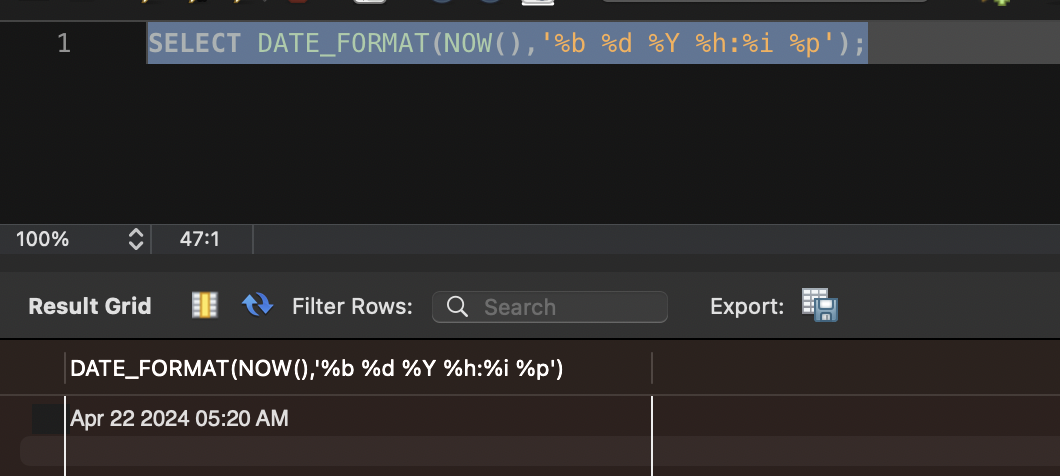 1 SELECT DATE_FORMAT(NOW(),'%b %d %Y %h:%i %p');
100% 47:1
Result Grid Filter Rows: Search Export:
DATE_FORMAT(NOW(),'%b %d %Y %h:%i %p')
Apr 22 2024 05:20 AM